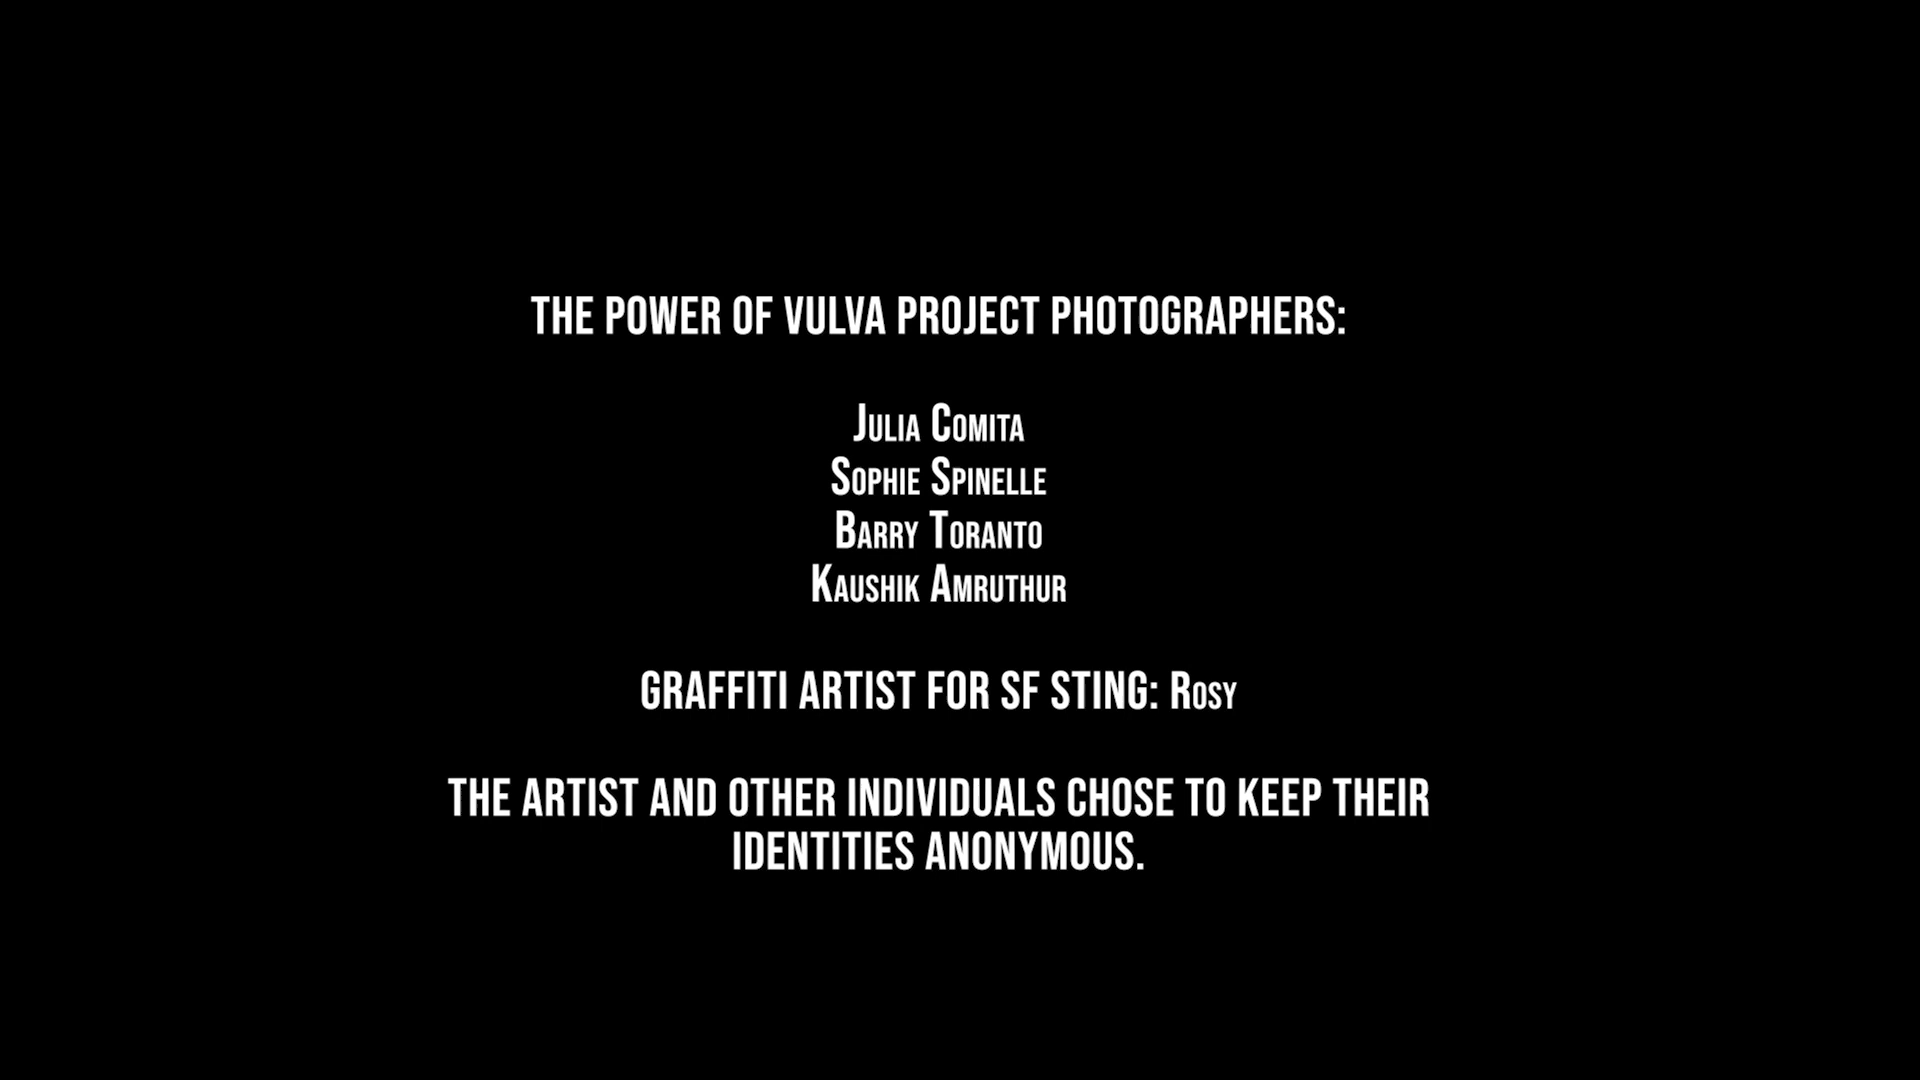 THE POWER OF VULVA PROJECT PHOTOGRAPHERS:
Julia Comita
Sophie Spinelle
Barry Toranto
Kaushik Amruthur
GRAFFITI ARTIST FOR SF STING: Rosy
THE ARTIST AND OTHER INDIVIDUALS CHOSE TO KEEP THEIR
IDENTITIES ANONYMOUS.